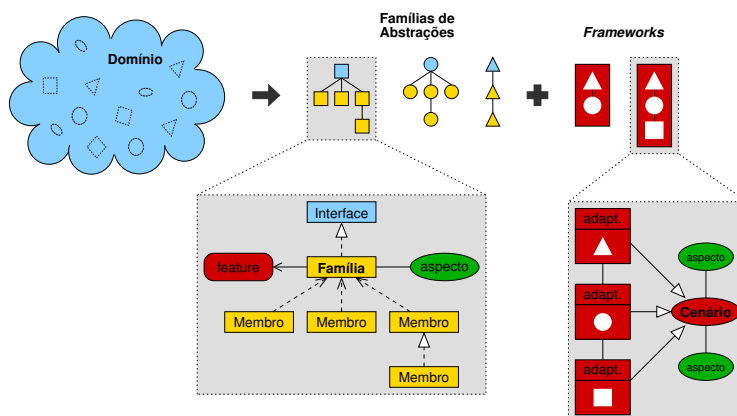 Famílias de
Abstrações
Frameworks
Domínio
Interface
feature
Família
aspecto
Membro
Membro
Membro
Membro
adapt.
aspecto
adapt.
Cenário
adapt.
aspecto